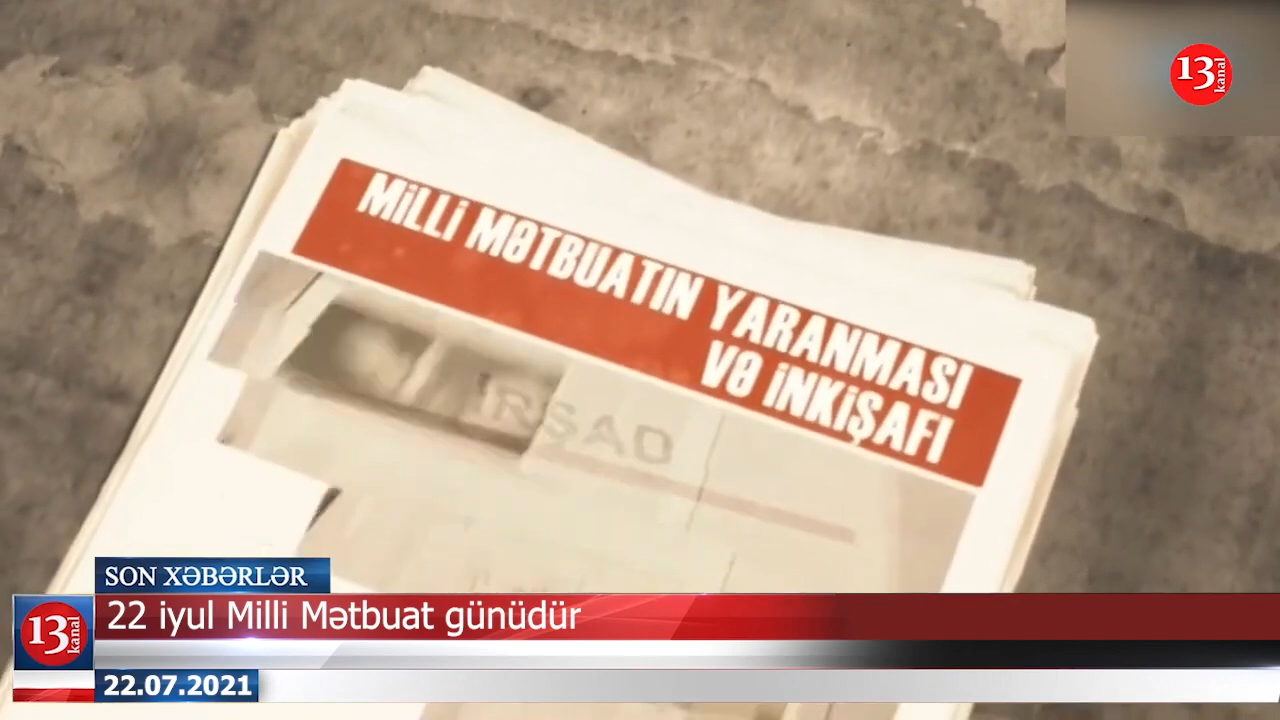 13
kanal
MİLLİ MƏTBUATIN YARANMASI
VƏ İNKİŞAFI
İRŞAD
SON XƏBƏRLƏR
22 iyul Milli Mətbuat günüdür
13
kanal
22.07.2021